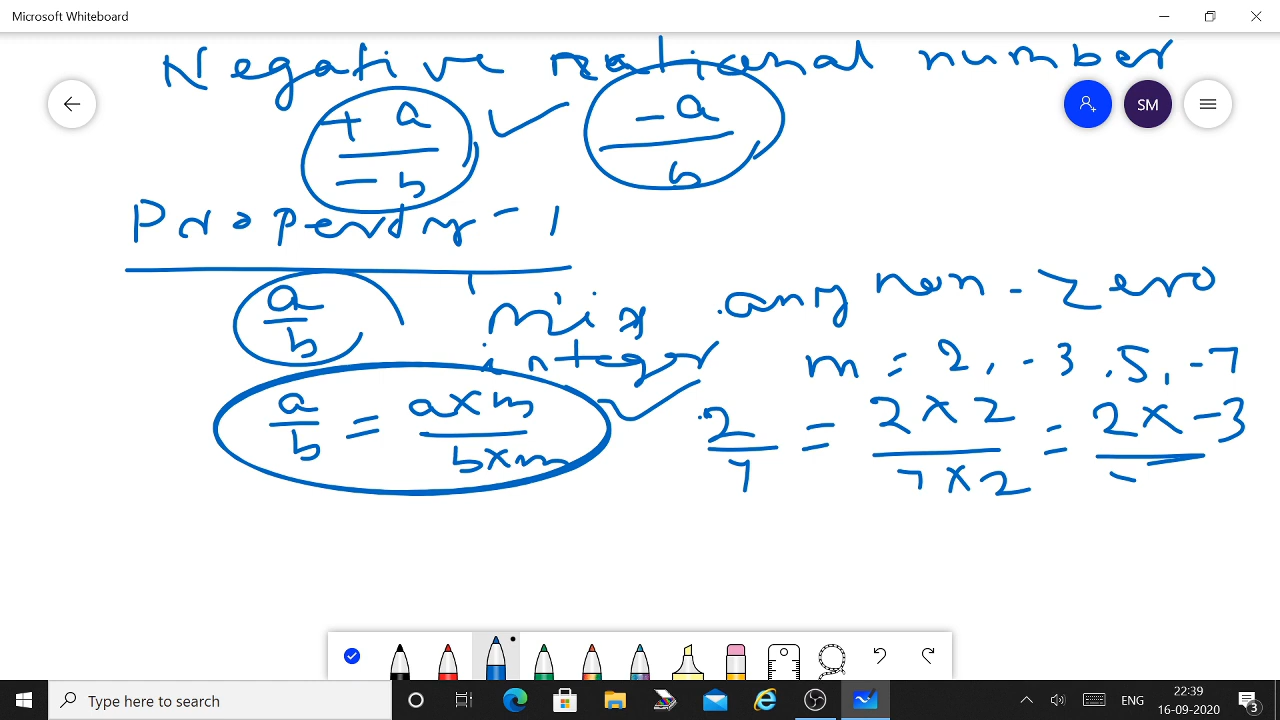 Microsoft Whiteboard
Negative rational number
+a/-b ✓ -a/b
SM
Property-1
a/b , m is any non-zero
integer m = 2, -3, 5, -7
a/b = a×m/b×m ✓ 2/7 = 2×2/7×2 = 2×-3/
Type here to search
ENG
22:39
16-09-2020
3